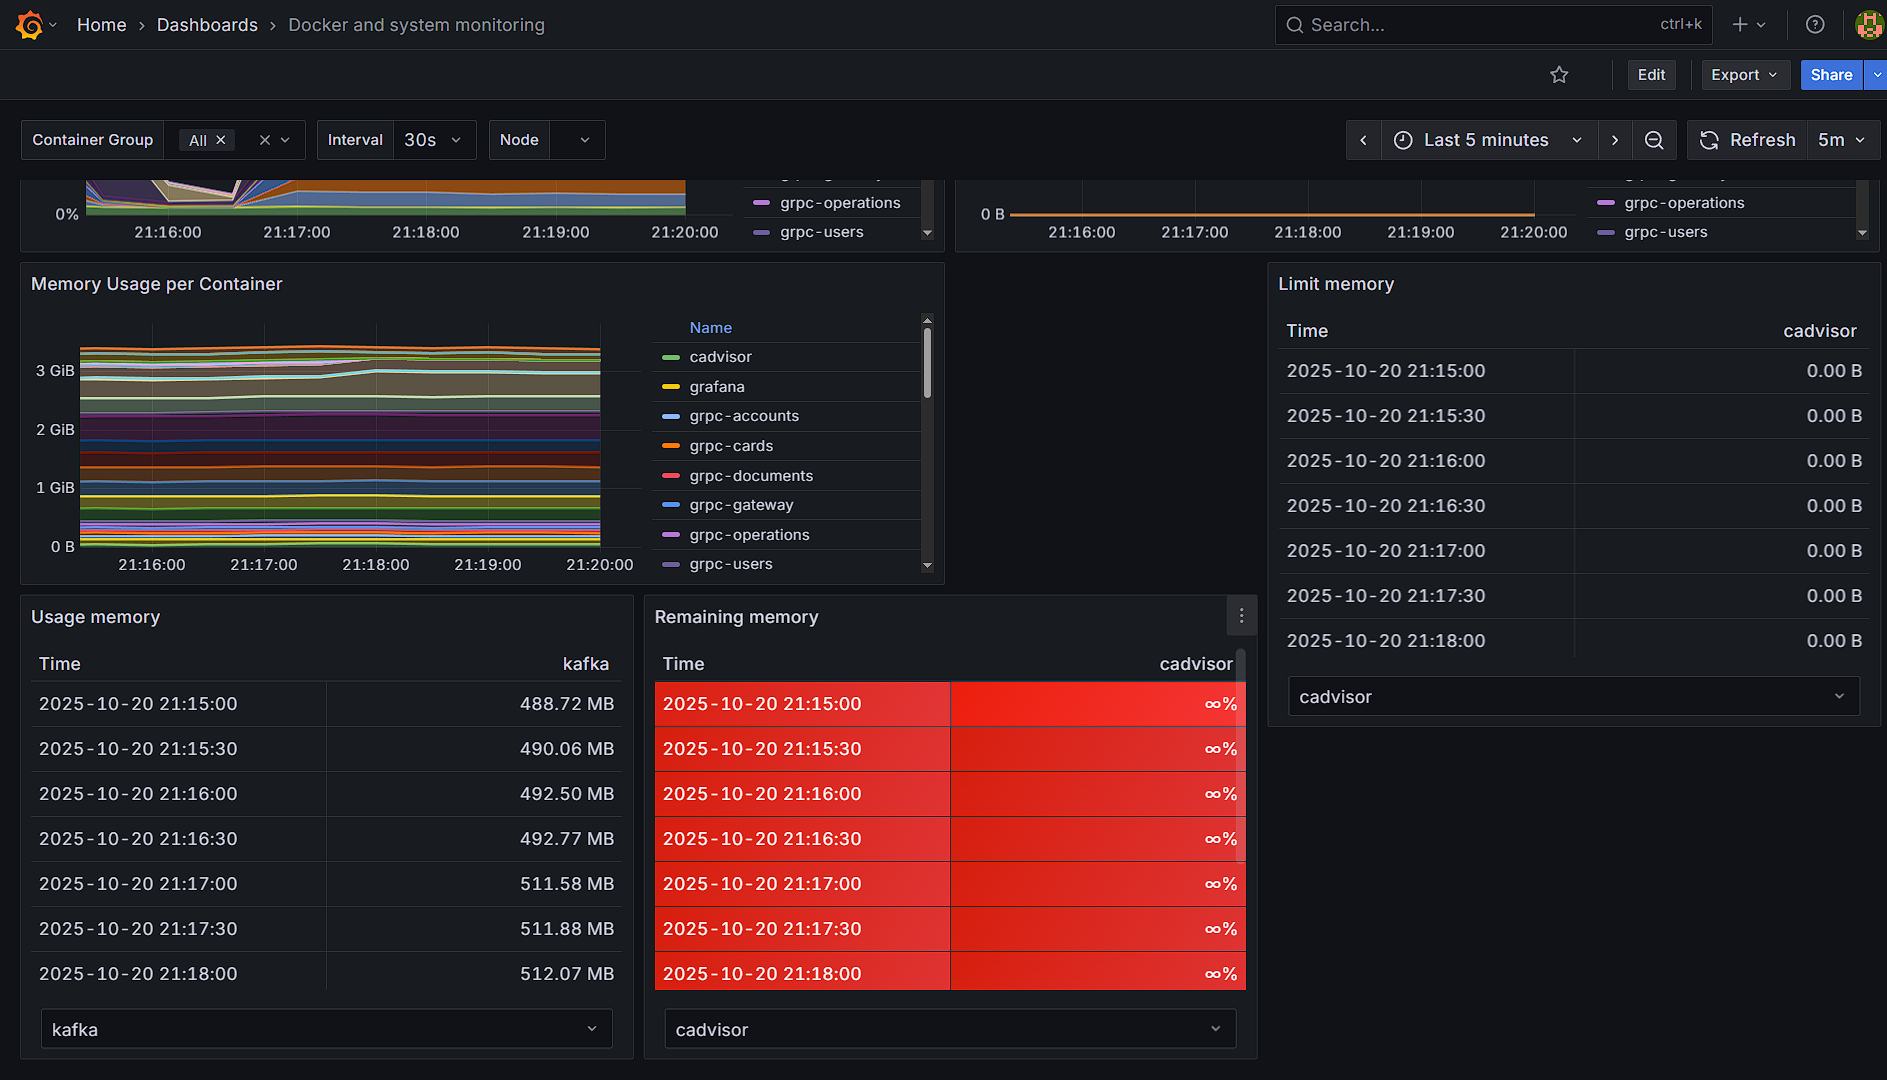 Home › Dashboards › Docker and system monitoring
Search...
ctrl+k
Edit
Export
Share
Container Group
All
Interval
30s
Node
Last 5 minutes
Refresh
5m
0%
21:16:00 21:17:00 21:18:00 21:19:00 21:20:00
grpc-operations
grpc-users
0 B
21:16:00 21:17:00 21:18:00 21:19:00 21:20:00
grpc-operations
grpc-users
Memory Usage per Container
3 GiB
2 GiB
1 GiB
0 B
21:16:00 21:17:00 21:18:00 21:19:00 21:20:00
Name
cadvisor
grafana
grpc-accounts
grpc-cards
grpc-documents
grpc-gateway
grpc-operations
grpc-users
Limit memory
Time cadvisor
2025-10-20 21:15:00 0.00 B
2025-10-20 21:15:30 0.00 B
2025-10-20 21:16:00 0.00 B
2025-10-20 21:16:30 0.00 B
2025-10-20 21:17:00 0.00 B
2025-10-20 21:17:30 0.00 B
2025-10-20 21:18:00 0.00 B
cadvisor
Usage memory
Time kafka
2025-10-20 21:15:00 488.72 MB
2025-10-20 21:15:30 490.06 MB
2025-10-20 21:16:00 492.50 MB
2025-10-20 21:16:30 492.77 MB
2025-10-20 21:17:00 511.58 MB
2025-10-20 21:17:30 511.88 MB
2025-10-20 21:18:00 512.07 MB
kafka
Remaining memory
Time cadvisor
2025-10-20 21:15:00 ∞%
2025-10-20 21:15:30 ∞%
2025-10-20 21:16:00 ∞%
2025-10-20 21:16:30 ∞%
2025-10-20 21:17:00 ∞%
2025-10-20 21:17:30 ∞%
2025-10-20 21:18:00 ∞%
cadvisor